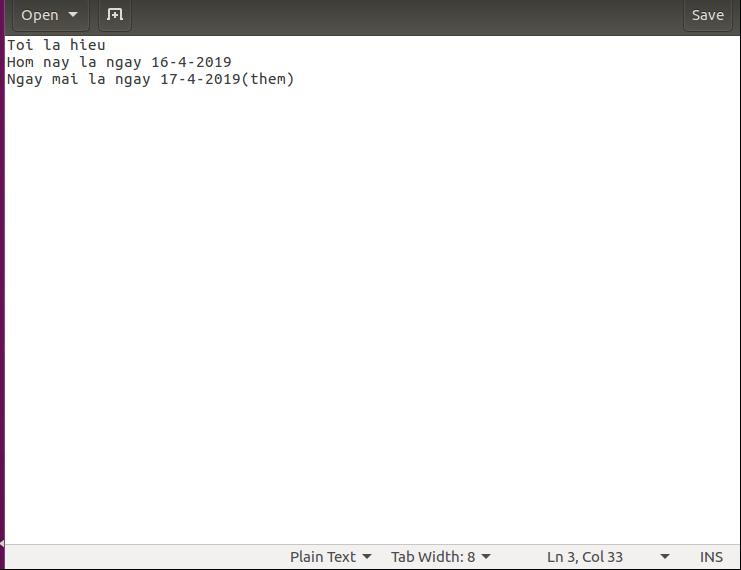 Open
Save
Toi la hieu
Hom nay la ngay 16-4-2019
Ngay mai la ngay 17-4-2019(them)
Plain Text Tab Width: 8 Ln 3, Col 33 INS